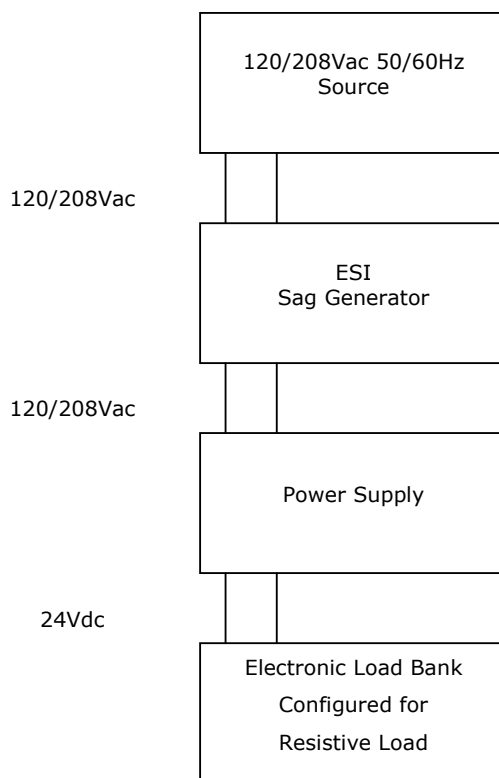 120/208Vac 50/60Hz
Source
120/208Vac
ESI
Sag Generator
120/208Vac
Power Supply
24Vdc
Electronic Load Bank
Configured for
Resistive Load